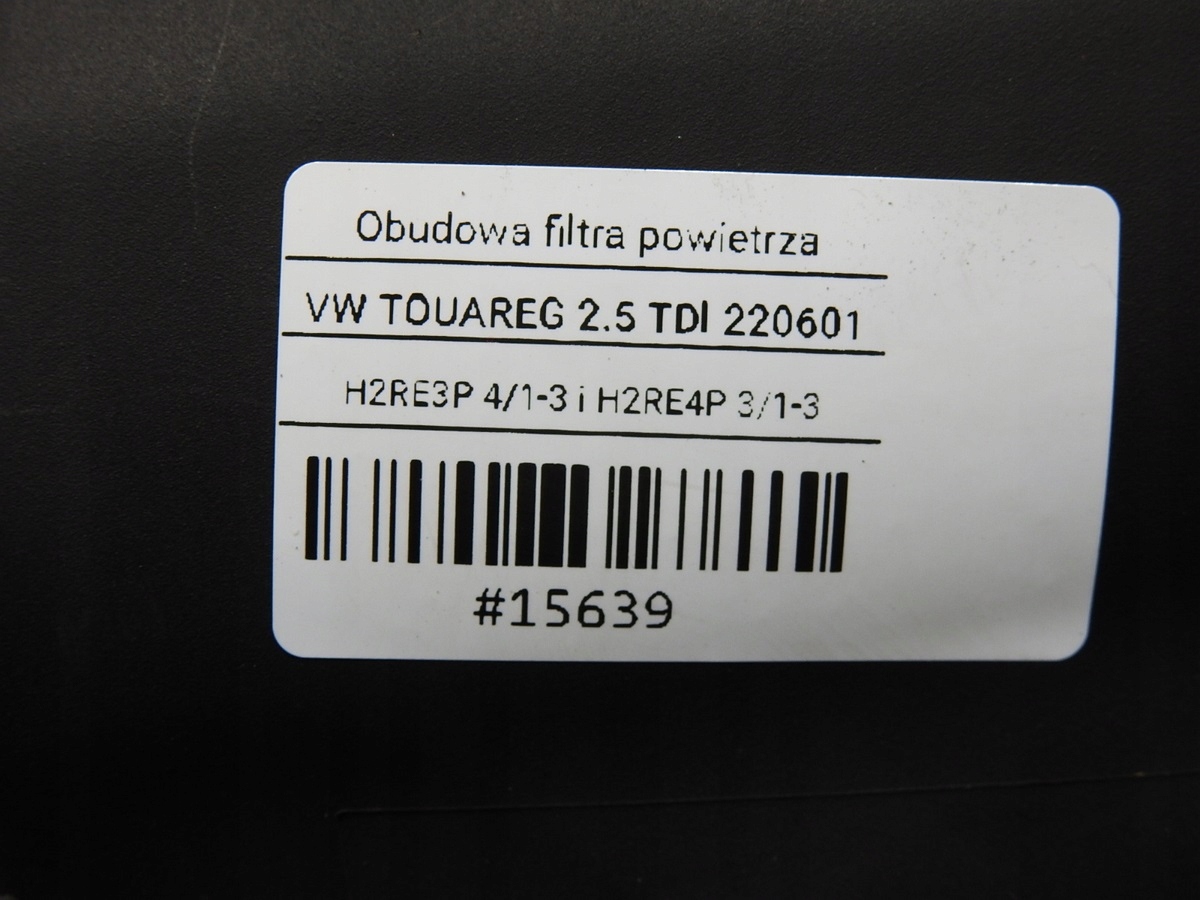 Obudowa filtra powietrza
VW TOUAREG 2.5 TDI 220601
H2RE3P 4/1-3 i H2RE4P 3/1-3
#15639